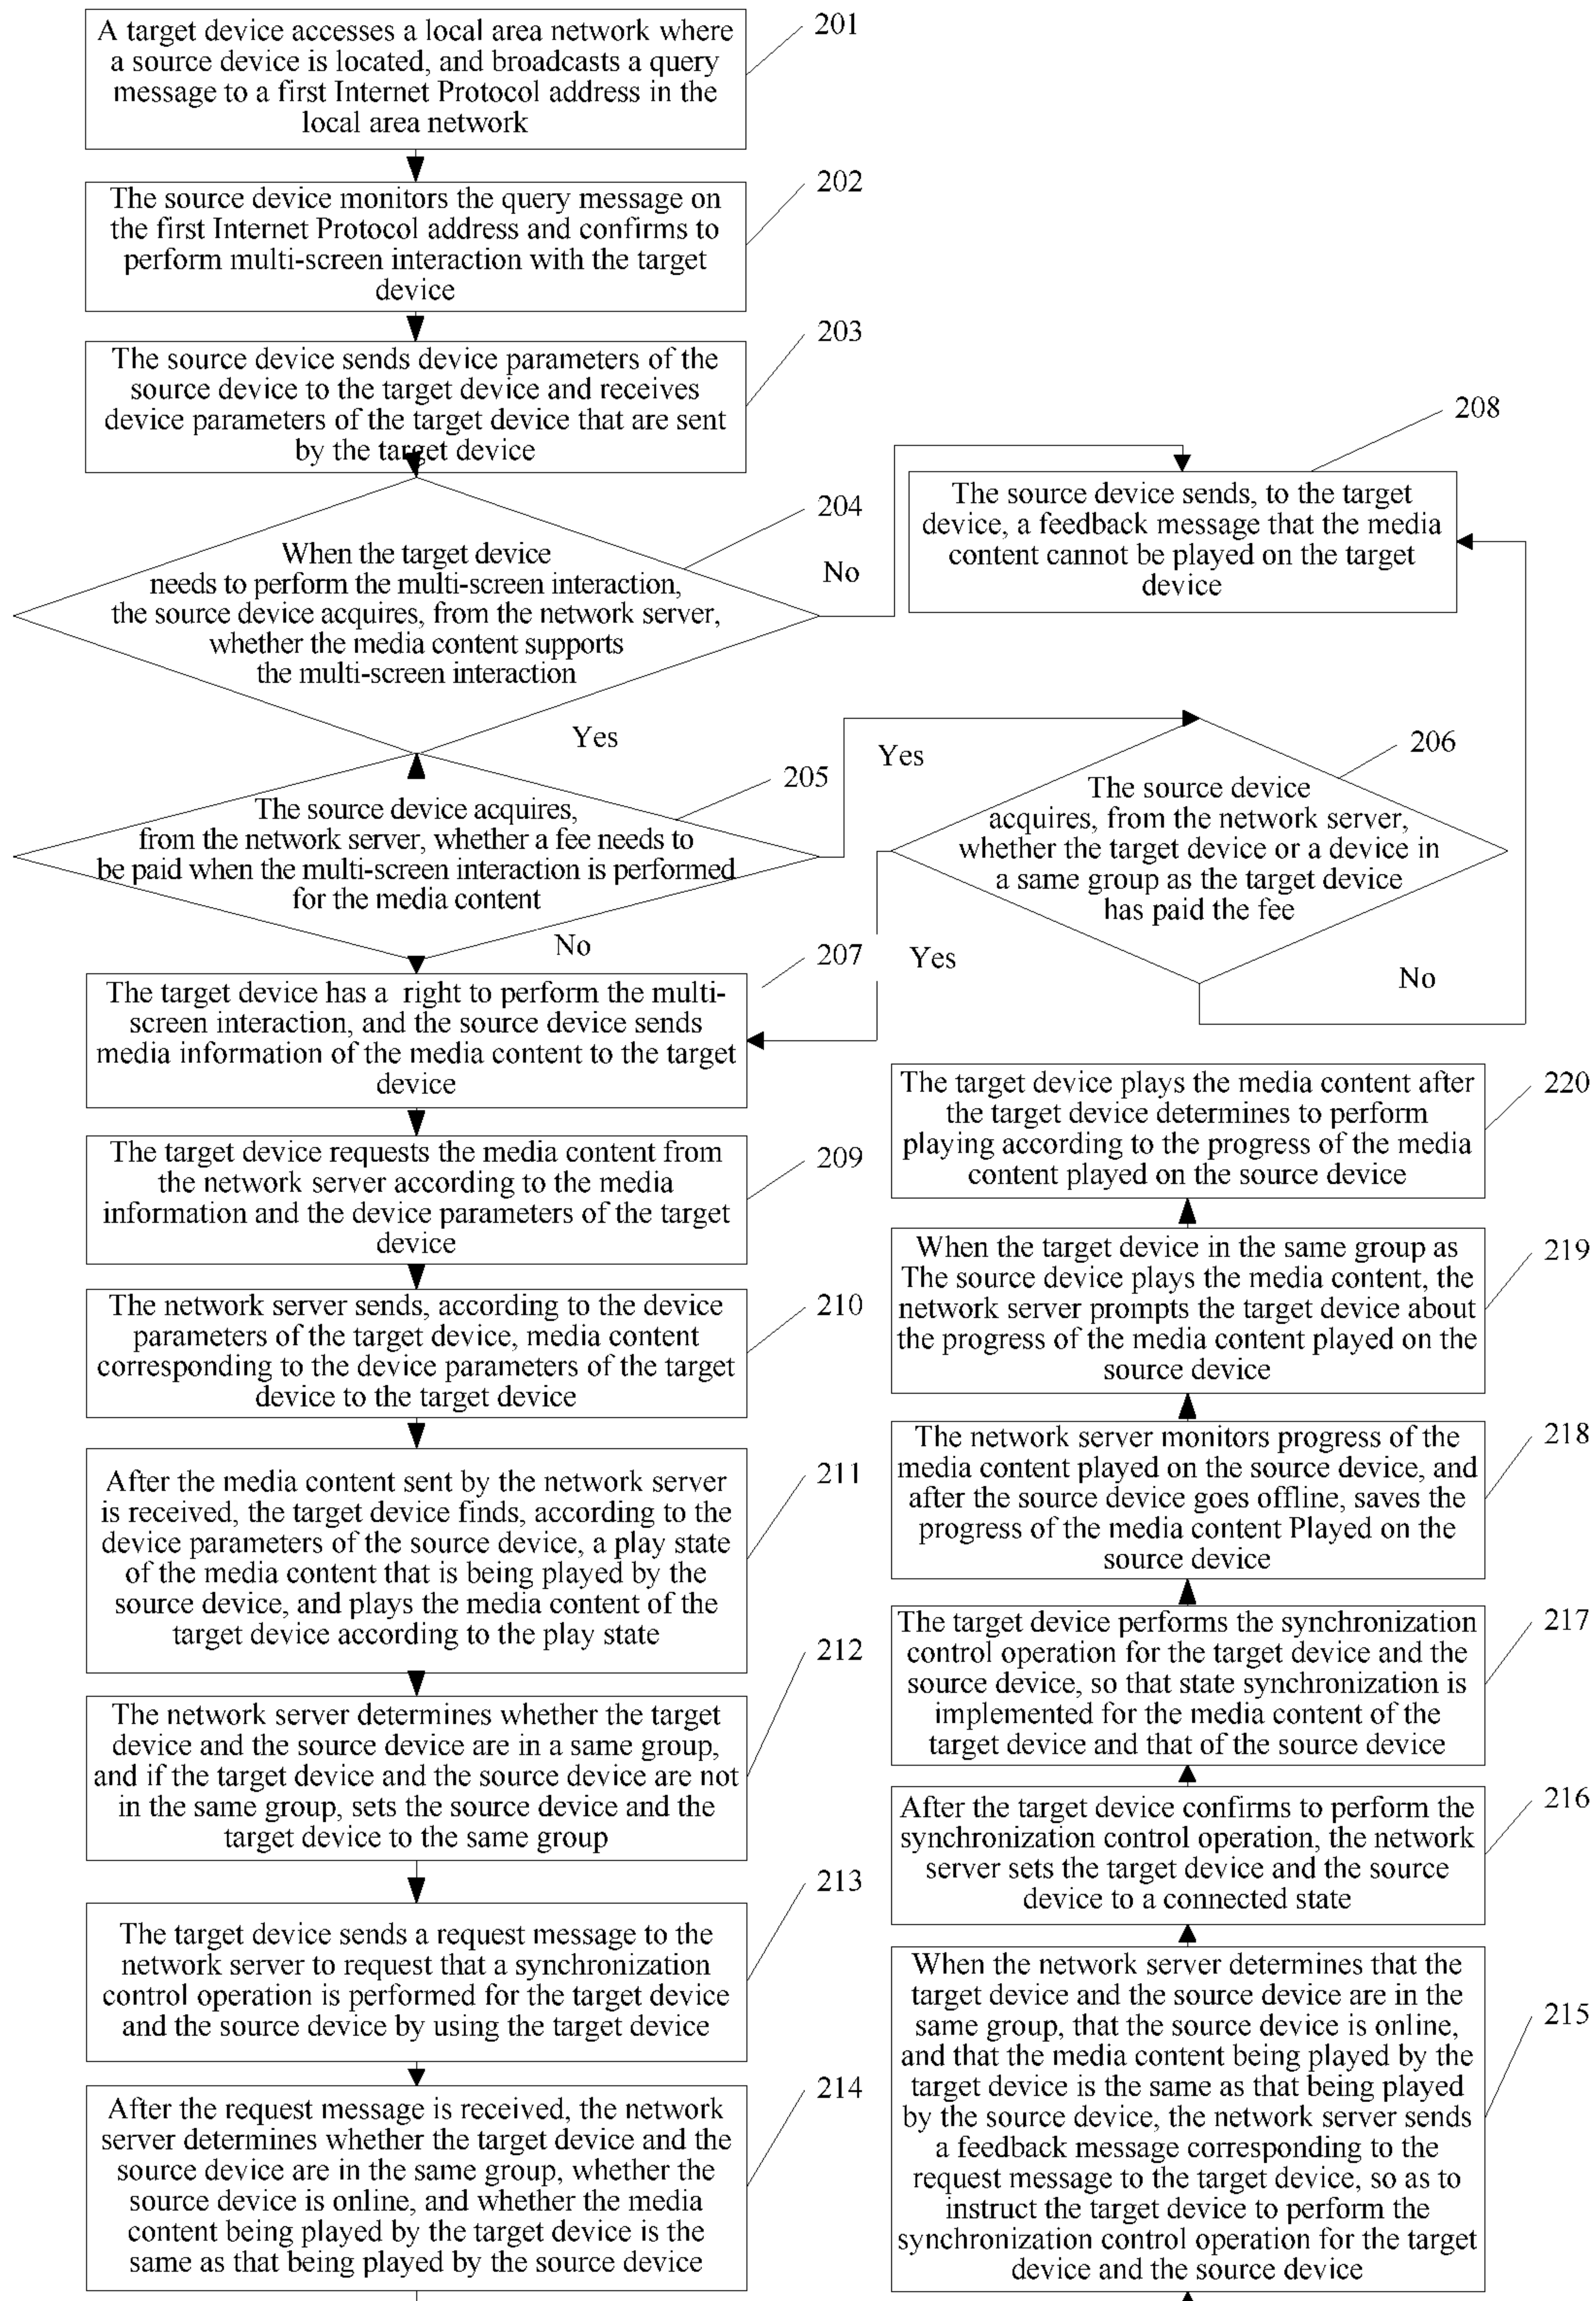 A target device accesses a local area network where
a source device is located, and broadcasts a query
message to a first Internet Protocol address in the
local area network
201
The source device monitors the query message on
the first Internet Protocol address and confirms to
perform multi-screen interaction with the target
device
202
The source device sends device parameters of the
source device to the target device and receives
device parameters of the target device that are sent
by the target device
203
When the target device
needs to perform the multi-screen interaction,
the source device acquires, from the network server,
whether the media content supports
the multi-screen interaction
204
No
Yes
The source device sends, to the target
device, a feedback message that the media
content cannot be played on the target
device
208
The source device acquires,
from the network server, whether a fee needs to
be paid when the multi-screen interaction is performed
for the media content
205
Yes
No
The source device
acquires, from the network server,
whether the target device or a device in
a same group as the target device
has paid the fee
206
Yes
No
The target device has a right to perform the multi-
screen interaction, and the source device sends
media information of the media content to the target
device
207
The target device requests the media content from
the network server according to the media
information and the device parameters of the target
device
209
The network server sends, according to the device
parameters of the target device, media content
corresponding to the device parameters of the target
device to the target device
210
After the media content sent by the network server
is received, the target device finds, according to the
device parameters of the source device, a play state
of the media content that is being played by the
source device, and plays the media content of the
target device according to the play state
211
The network server determines whether the target
device and the source device are in a same group,
and if the target device and the source device are not
in the same group, sets the source device and the
target device to the same group
212
The target device sends a request message to the
network server to request that a synchronization
control operation is performed for the target device
and the source device by using the target device
213
After the request message is received, the network
server determines whether the target device and the
source device are in the same group, whether the
source device is online, and whether the media
content being played by the target device is the
same as that being played by the source device
214
The target device plays the media content after
the target device determines to perform
playing according to the progress of the media
content played on the source device
220
When the target device in the same group as
The source device plays the media content, the
network server prompts the target device about
the progress of the media content played on the
source device
219
The network server monitors progress of the
media content played on the source device, and
after the source device goes offline, saves the
progress of the media content Played on the
source device
218
The target device performs the synchronization
control operation for the target device and the
source device, so that state synchronization is
implemented for the media content of the
target device and that of the source device
217
After the target device confirms to perform the
synchronization control operation, the network
server sets the target device and the source
device to a connected state
216
When the network server determines that the
target device and the source device are in the
same group, that the source device is online,
and that the media content being played by the
target device is the same as that being played
by the source device, the network server sends
a feedback message corresponding to the
request message to the target device, so as to
instruct the target device to perform the
synchronization control operation for the target
device and the source device
215